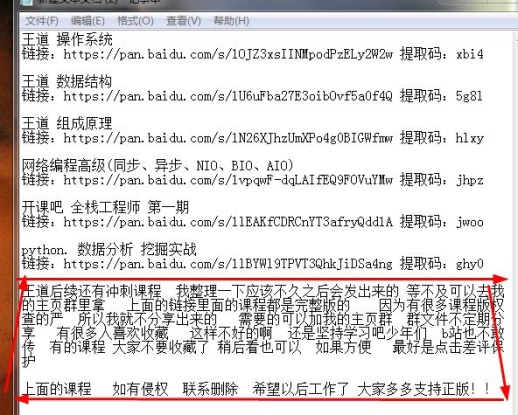 文件(F) 编辑(E) 格式(O) 查看(V) 帮助(H)
王道 操作系统
链接：https://pan.baidu.com/s/1OJZ3xsIINMpodPzELy2W2w 提取码：xbi4
王道 数据结构
链接：https://pan.baidu.com/s/1U6uFba27E3oibOvf5a0f4Q 提取码：5g8l
王道 组成原理
链接：https://pan.baidu.com/s/1N26XJhzUmXPo4g0BIGWfmw 提取码：hlxy
网络编程高级(同步、异步、NIO、BIO、AIO)
链接：https://pan.baidu.com/s/1vpqwF-dqLAIfEQ9FOVuYMw 提取码：jhpz
开课吧 全栈工程师 第一期
链接：https://pan.baidu.com/s/1lEAKfCDRCnYT3afryQdd1A 提取码：jwoo
python. 数据分析 挖掘实战
链接：https://pan.baidu.com/s/1lBYWl9TPVT3QhkJiDSa4ng 提取码：ghy0
王道后续还有冲刺课程 我整理一下应该不久之后会发出来的 等不及可以去我
的主页群里拿 上面的链接里面的课程都是完整版的 因为有很多课程版权
查的严 所以我就不分享出来的 需要的可以加我的主页群 群文件不定期分
享 有很多人喜欢收藏 这样不好的啊 还是坚持学习吧少年们 b站也不敢
传 有的课程 大家不要收藏了 稍后看也可以 如果方便 最好是点击差评保
护
上面的课程 如有侵权 联系删除 希望以后工作了 大家多多支持正版！！